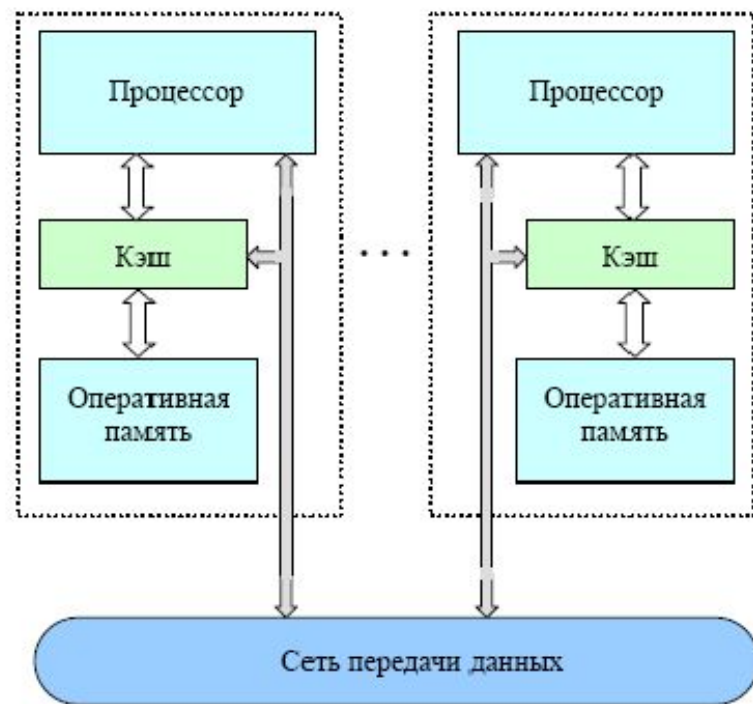 Процессор
Процессор
Кэш
. . .
Кэш
Оперативная
память
Оперативная
память
Сеть передачи данных